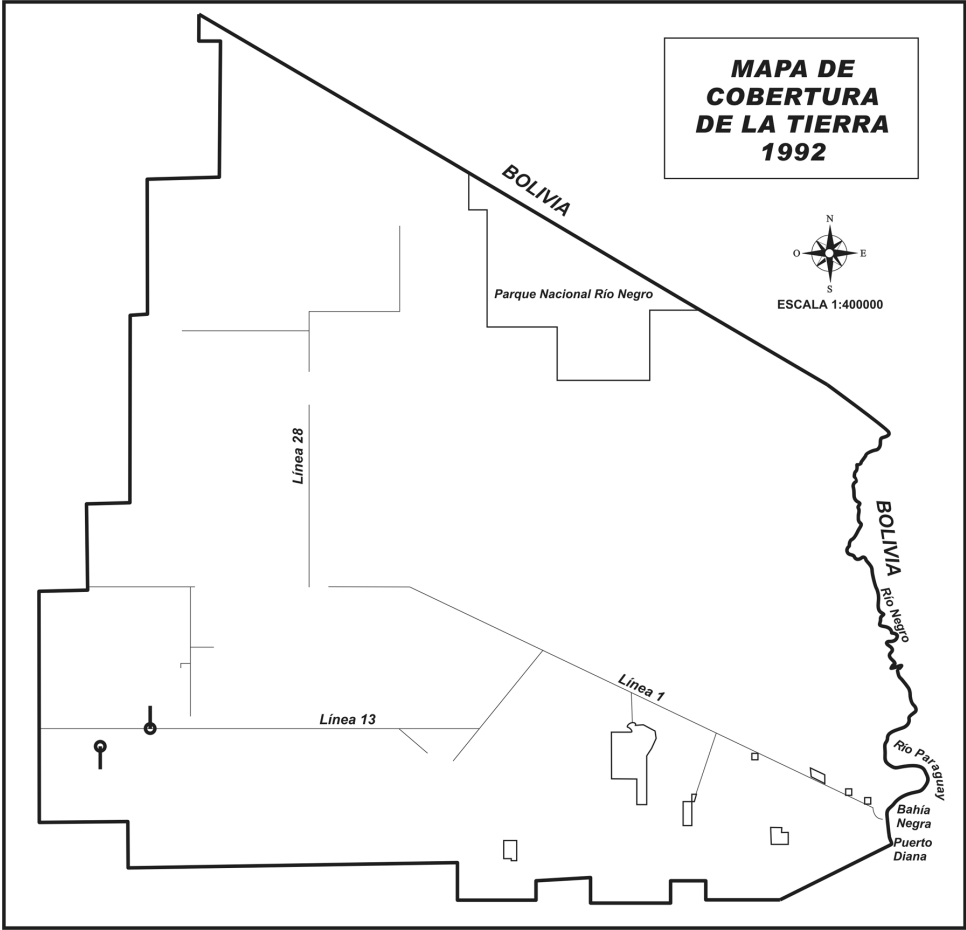 MAPA DE
COBERTURA
DE LA TIERRA
1992
BOLIVIA
N
O
E
S
ESCALA 1:400000
Parque Nacional Río Negro
Línea 28
BOLIVIA
Río Negro
Línea 1
Línea 13
Río Paraguay
Bahía
Negra
Puerto
Diana